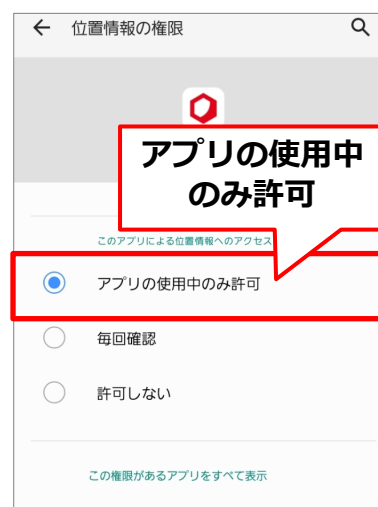 位置情報の権限
アプリの使用中
のみ許可
このアプリによる位置情報へのアクセス
アプリの使用中のみ許可
毎回確認
許可しない
この権限があるアプリをすべて表示